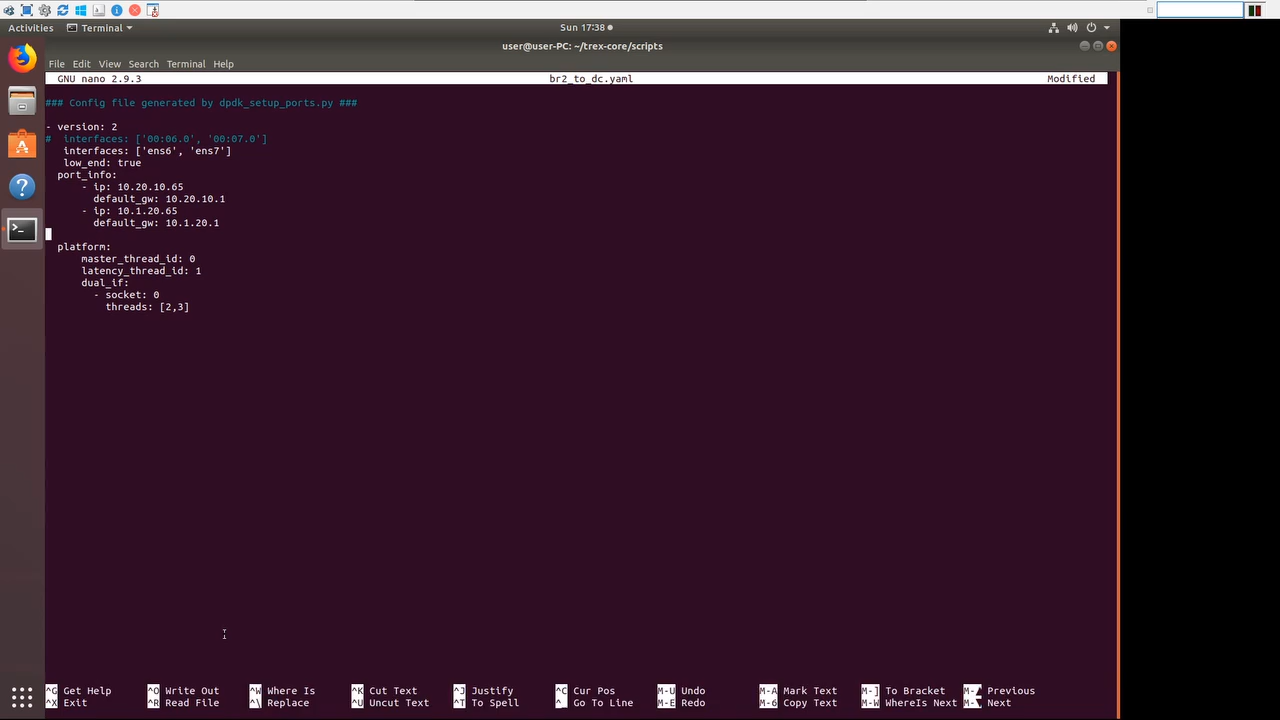 Activities Terminal Sun 17:38
user@user-PC: ~/trex-core/scripts
File Edit View Search Terminal Help
GNU nano 2.9.3 br2_to_dc.yaml Modified
### Config file generated by dpdk_setup_ports.py ###
- version: 2
#  interfaces: ['00:06.0', '00:07.0']
   interfaces: ['ens6', 'ens7']
   low_end: true
  port_info:
      - ip: 10.20.10.65
        default_gw: 10.20.10.1
      - ip: 10.1.20.65
        default_gw: 10.1.20.1
  platform:
      master_thread_id: 0
      latency_thread_id: 1
      dual_if:
        - socket: 0
          threads: [2,3]
^G Get Help ^O Write Out ^W Where Is ^K Cut Text ^J Justify ^C Cur Pos M-U Undo M-A Mark Text M-] To Bracket M-▲ Previous
^X Exit ^R Read File ^\ Replace ^U Uncut Text ^T To Spell ^_ Go To Line M-E Redo M-6 Copy Text M-W WhereIs Next M-▼ Next